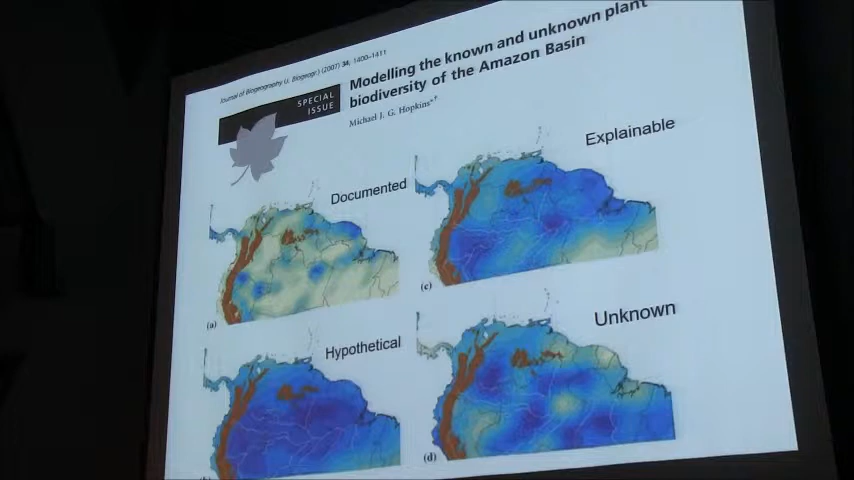 Journal of Biogeography (J. Biogeogr.) (2007) 34, 1400–1411
SPECIAL
ISSUE
Modelling the known and unknown plant
biodiversity of the Amazon Basin
Michael J. G. Hopkins*†
Documented
Explainable
(a)
(c)
Hypothetical
Unknown
(d)